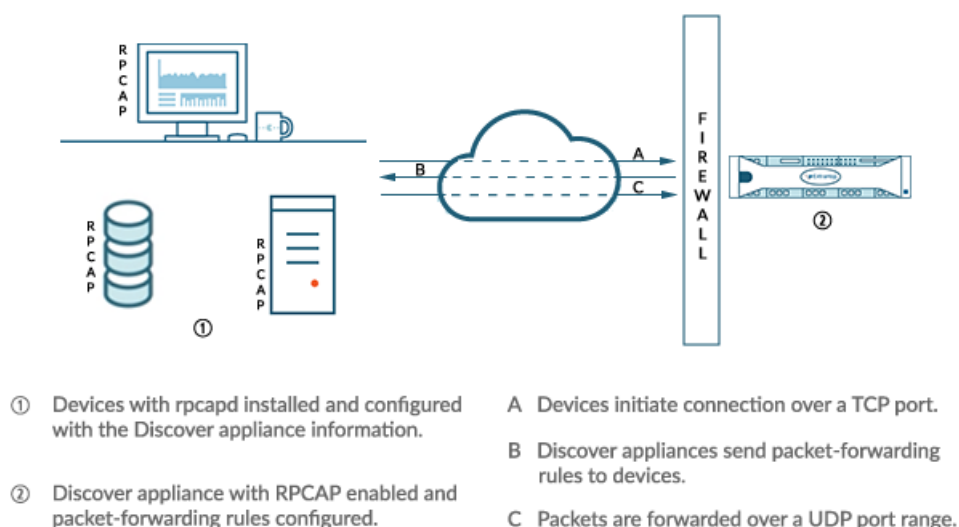 RPCAP
A
B
C
FIREWALL
RPCAP
RPCAP
①
②
① Devices with rpcapd installed and configured
with the Discover appliance information.
② Discover appliance with RPCAP enabled and
packet-forwarding rules configured.
A Devices initiate connection over a TCP port.
B Discover appliances send packet-forwarding
rules to devices.
C Packets are forwarded over a UDP port range.